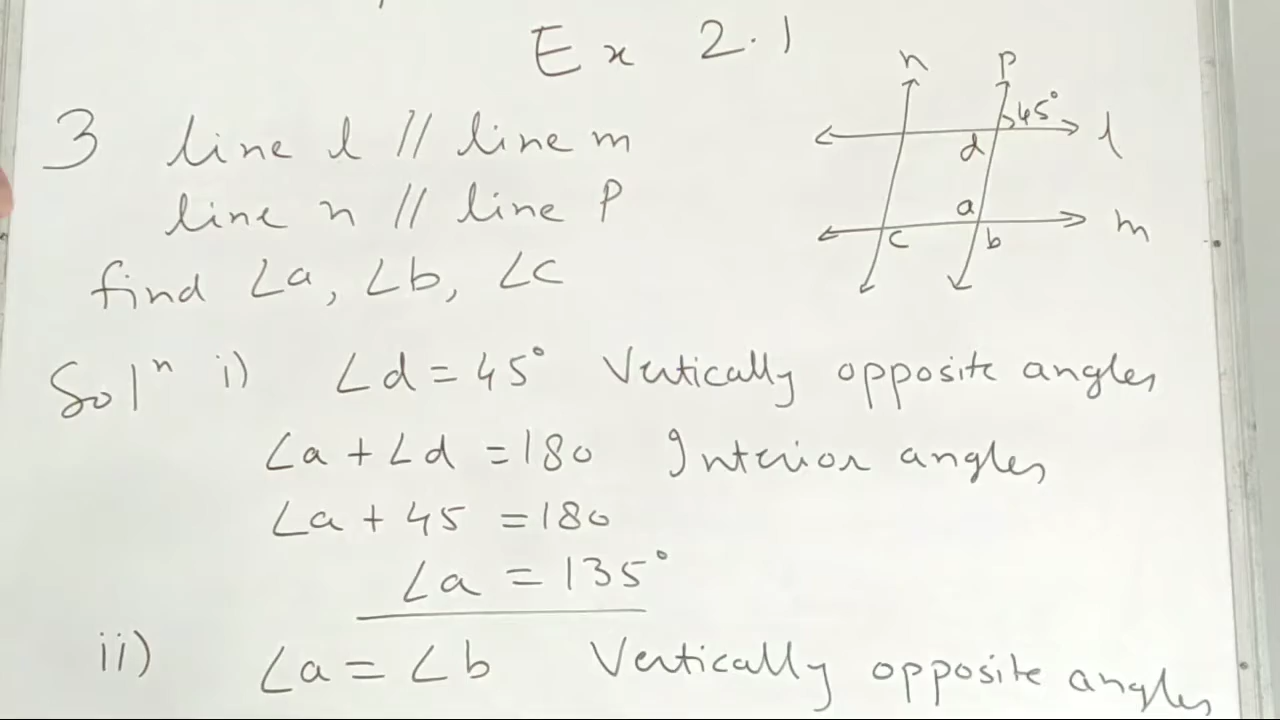 Ex 2.1
3 line l // line m
line n // line P
find ∠a, ∠b, ∠c
n P
45°
l
d
a
m
c b
Solⁿ i) ∠d = 45° Vertically opposite angles
∠a + ∠d = 180 Interior angles
∠a + 45 = 180
∠a = 135°
ii) ∠a = ∠b Vertically opposite angles